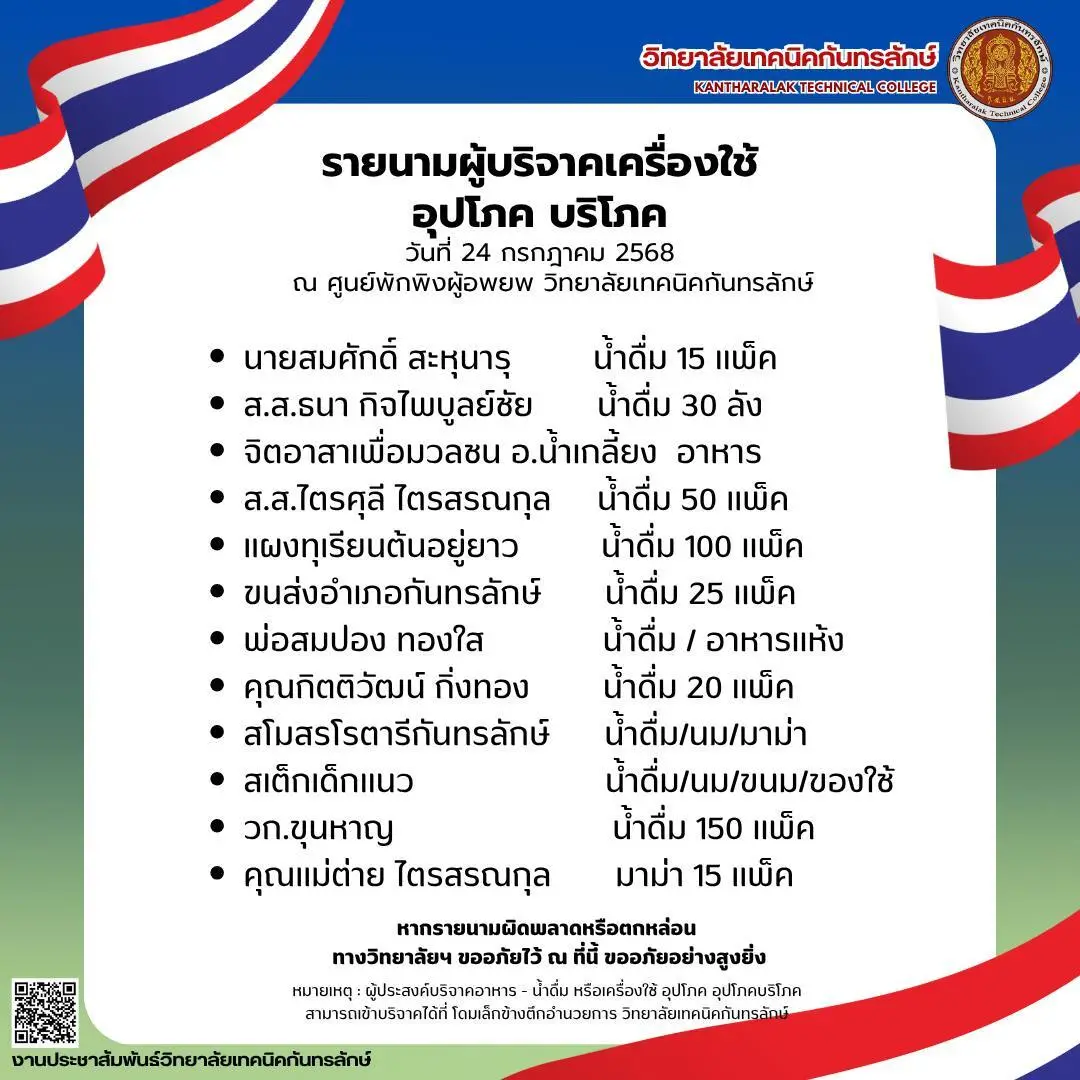 วิทยาลัยเทคนิคกันทรลักษ์
KANTHARALAK TECHNICAL COLLEGE
วิทยาลัยเทคนิคกันทรลักษ์
Kantharalak Technical College
รายนามผู้บริจาคเครื่องใช้
อุปโภค บริโภค
วันที่ 24 กรกฎาคม 2568
ณ ศูนย์พักพิงผู้อพยพ วิทยาลัยเทคนิคกันทรลักษ์
• นายสมศักดิ์ สะหุนารุ น้ำดื่ม 15 แพ็ค
• ส.ส.ธนา กิจไพบูลย์ชัย น้ำดื่ม 30 ลัง
• จิตอาสาเพื่อมวลชน อ.น้ำเกลี้ยง อาหาร
• ส.ส.ไตรศุลี ไตรสรณกุล น้ำดื่ม 50 แพ็ค
• แผงทุเรียนต้นอยู่ยาว น้ำดื่ม 100 แพ็ค
• ขนส่งอำเภอกันทรลักษ์ น้ำดื่ม 25 แพ็ค
• พ่อสมปอง ทองใส น้ำดื่ม / อาหารแห้ง
• คุณกิตติวัฒน์ กิ่งทอง น้ำดื่ม 20 แพ็ค
• สโมสรโรตารีกันทรลักษ์ น้ำดื่ม/นม/มาม่า
• สเต็กเด็กแนว น้ำดื่ม/นม/ขนม/ของใช้
• วก.ขุนหาญ น้ำดื่ม 150 แพ็ค
• คุณแม่ต่าย ไตรสรณกุล มาม่า 15 แพ็ค
หากรายนามผิดพลาดหรือตกหล่อน
ทางวิทยาลัยฯ ขออภัยไว้ ณ ที่นี้ ขออภัยอย่างสูงยิ่ง
หมายเหตุ : ผู้ประสงค์บริจาคอาหาร - น้ำดื่ม หรือเครื่องใช้ อุปโภค อุปโภคบริโภค
สามารถเข้าบริจาคได้ที่ โดมเล็กข้างตึกอำนวยการ วิทยาลัยเทคนิคกันทรลักษ์
งานประชาสัมพันธ์วิทยาลัยเทคนิคกันทรลักษ์